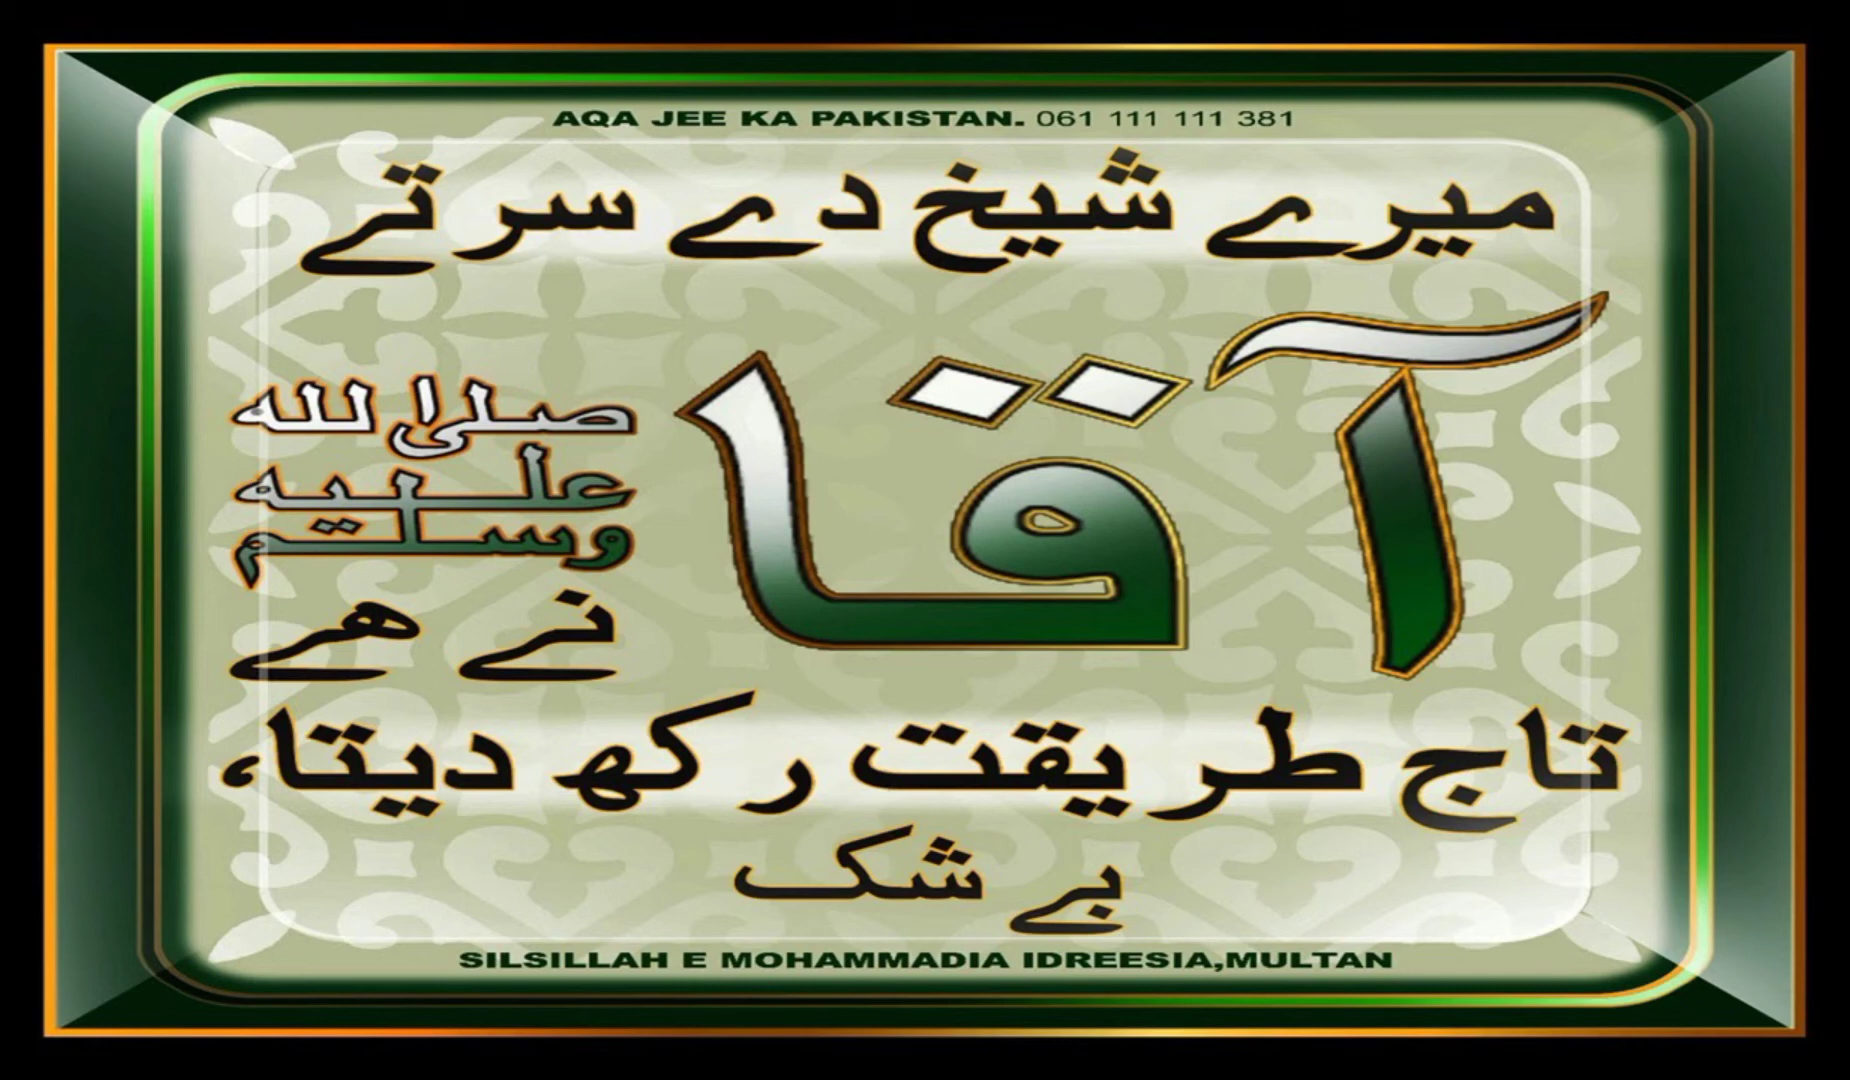 AQA JEE KA PAKISTAN. 061 111 111 381
میرے شیخ دے سر تے
آقا
صلی اللہ
علیہ
وسلم
نے ھے
تاج طریقت رکھ دیتا،
بے شک
SILSILLAH E MOHAMMADIA IDREESIA,MULTAN